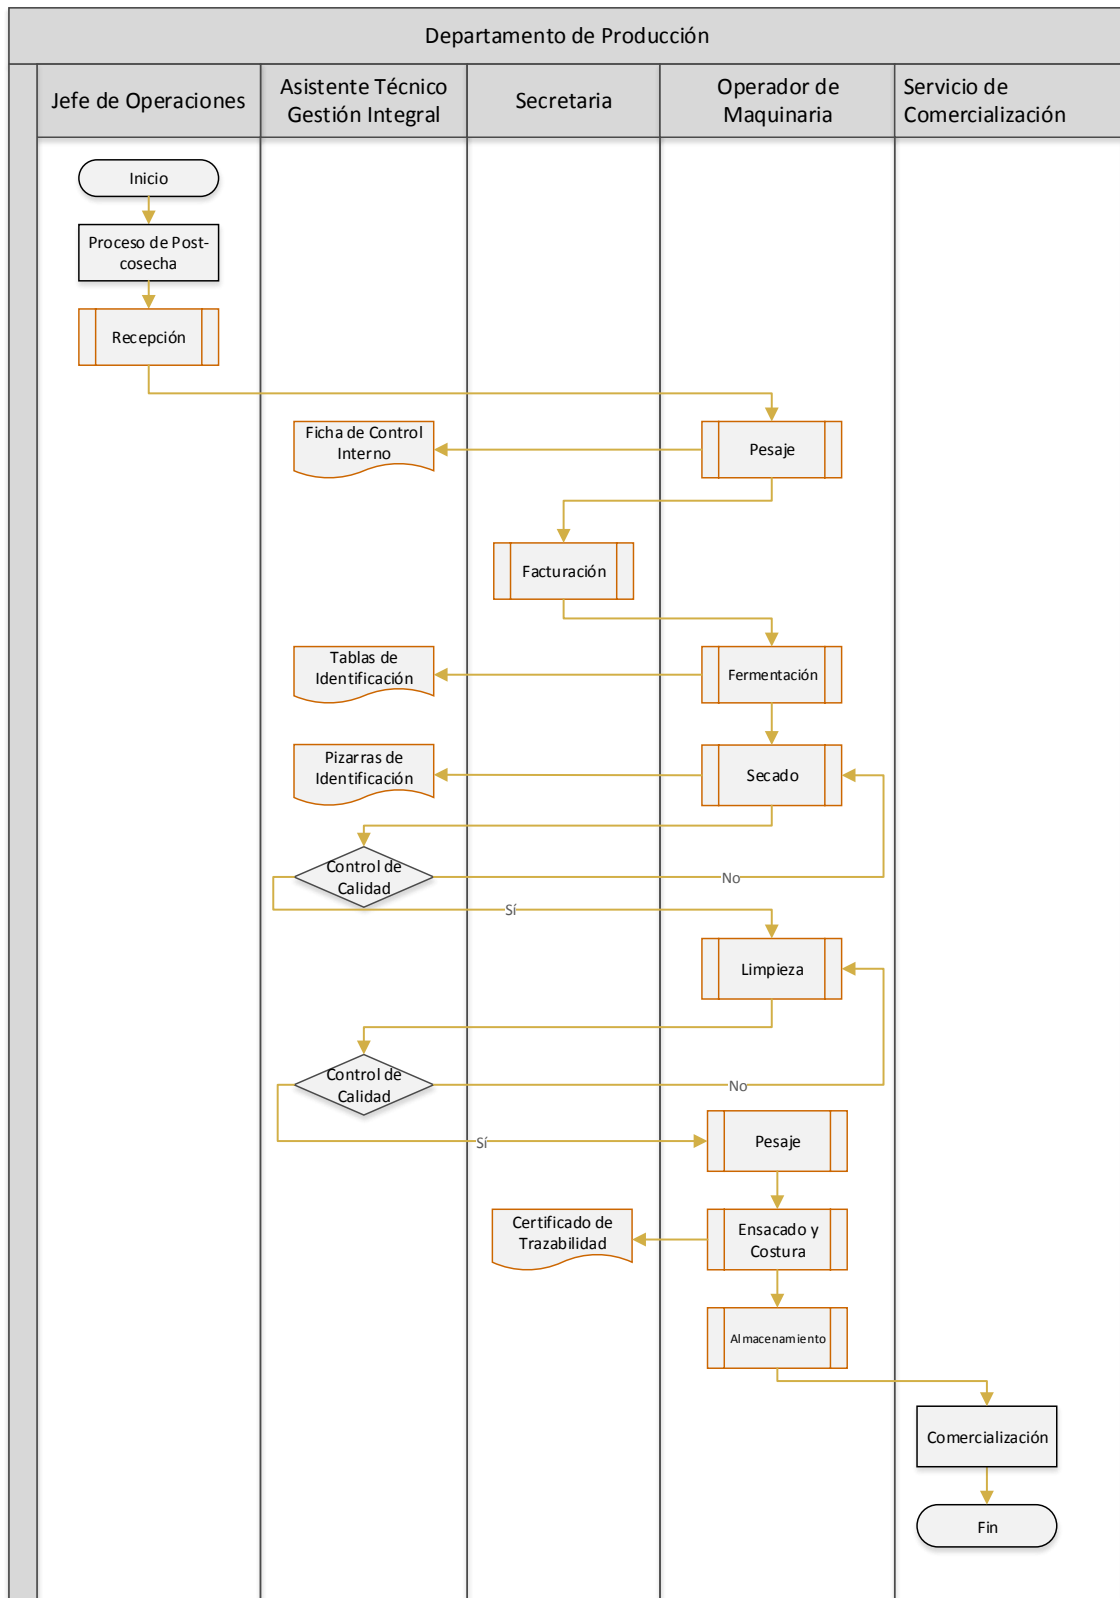 Departamento de Producción
Jefe de Operaciones
Asistente Técnico
Gestión Integral
Secretaria
Operador de
Maquinaria
Servicio de
Comercialización
Inicio
Proceso de Post-
cosecha
Recepción
Ficha de Control
Interno
Pesaje
Facturación
Tablas de
Identificación
Fermentación
Pizarras de
Identificación
Secado
Control de
Calidad
No
Sí
Limpieza
Control de
Calidad
No
Sí
Pesaje
Certificado de
Trazabilidad
Ensacado y
Costura
Almacenamiento
Comercialización
Fin